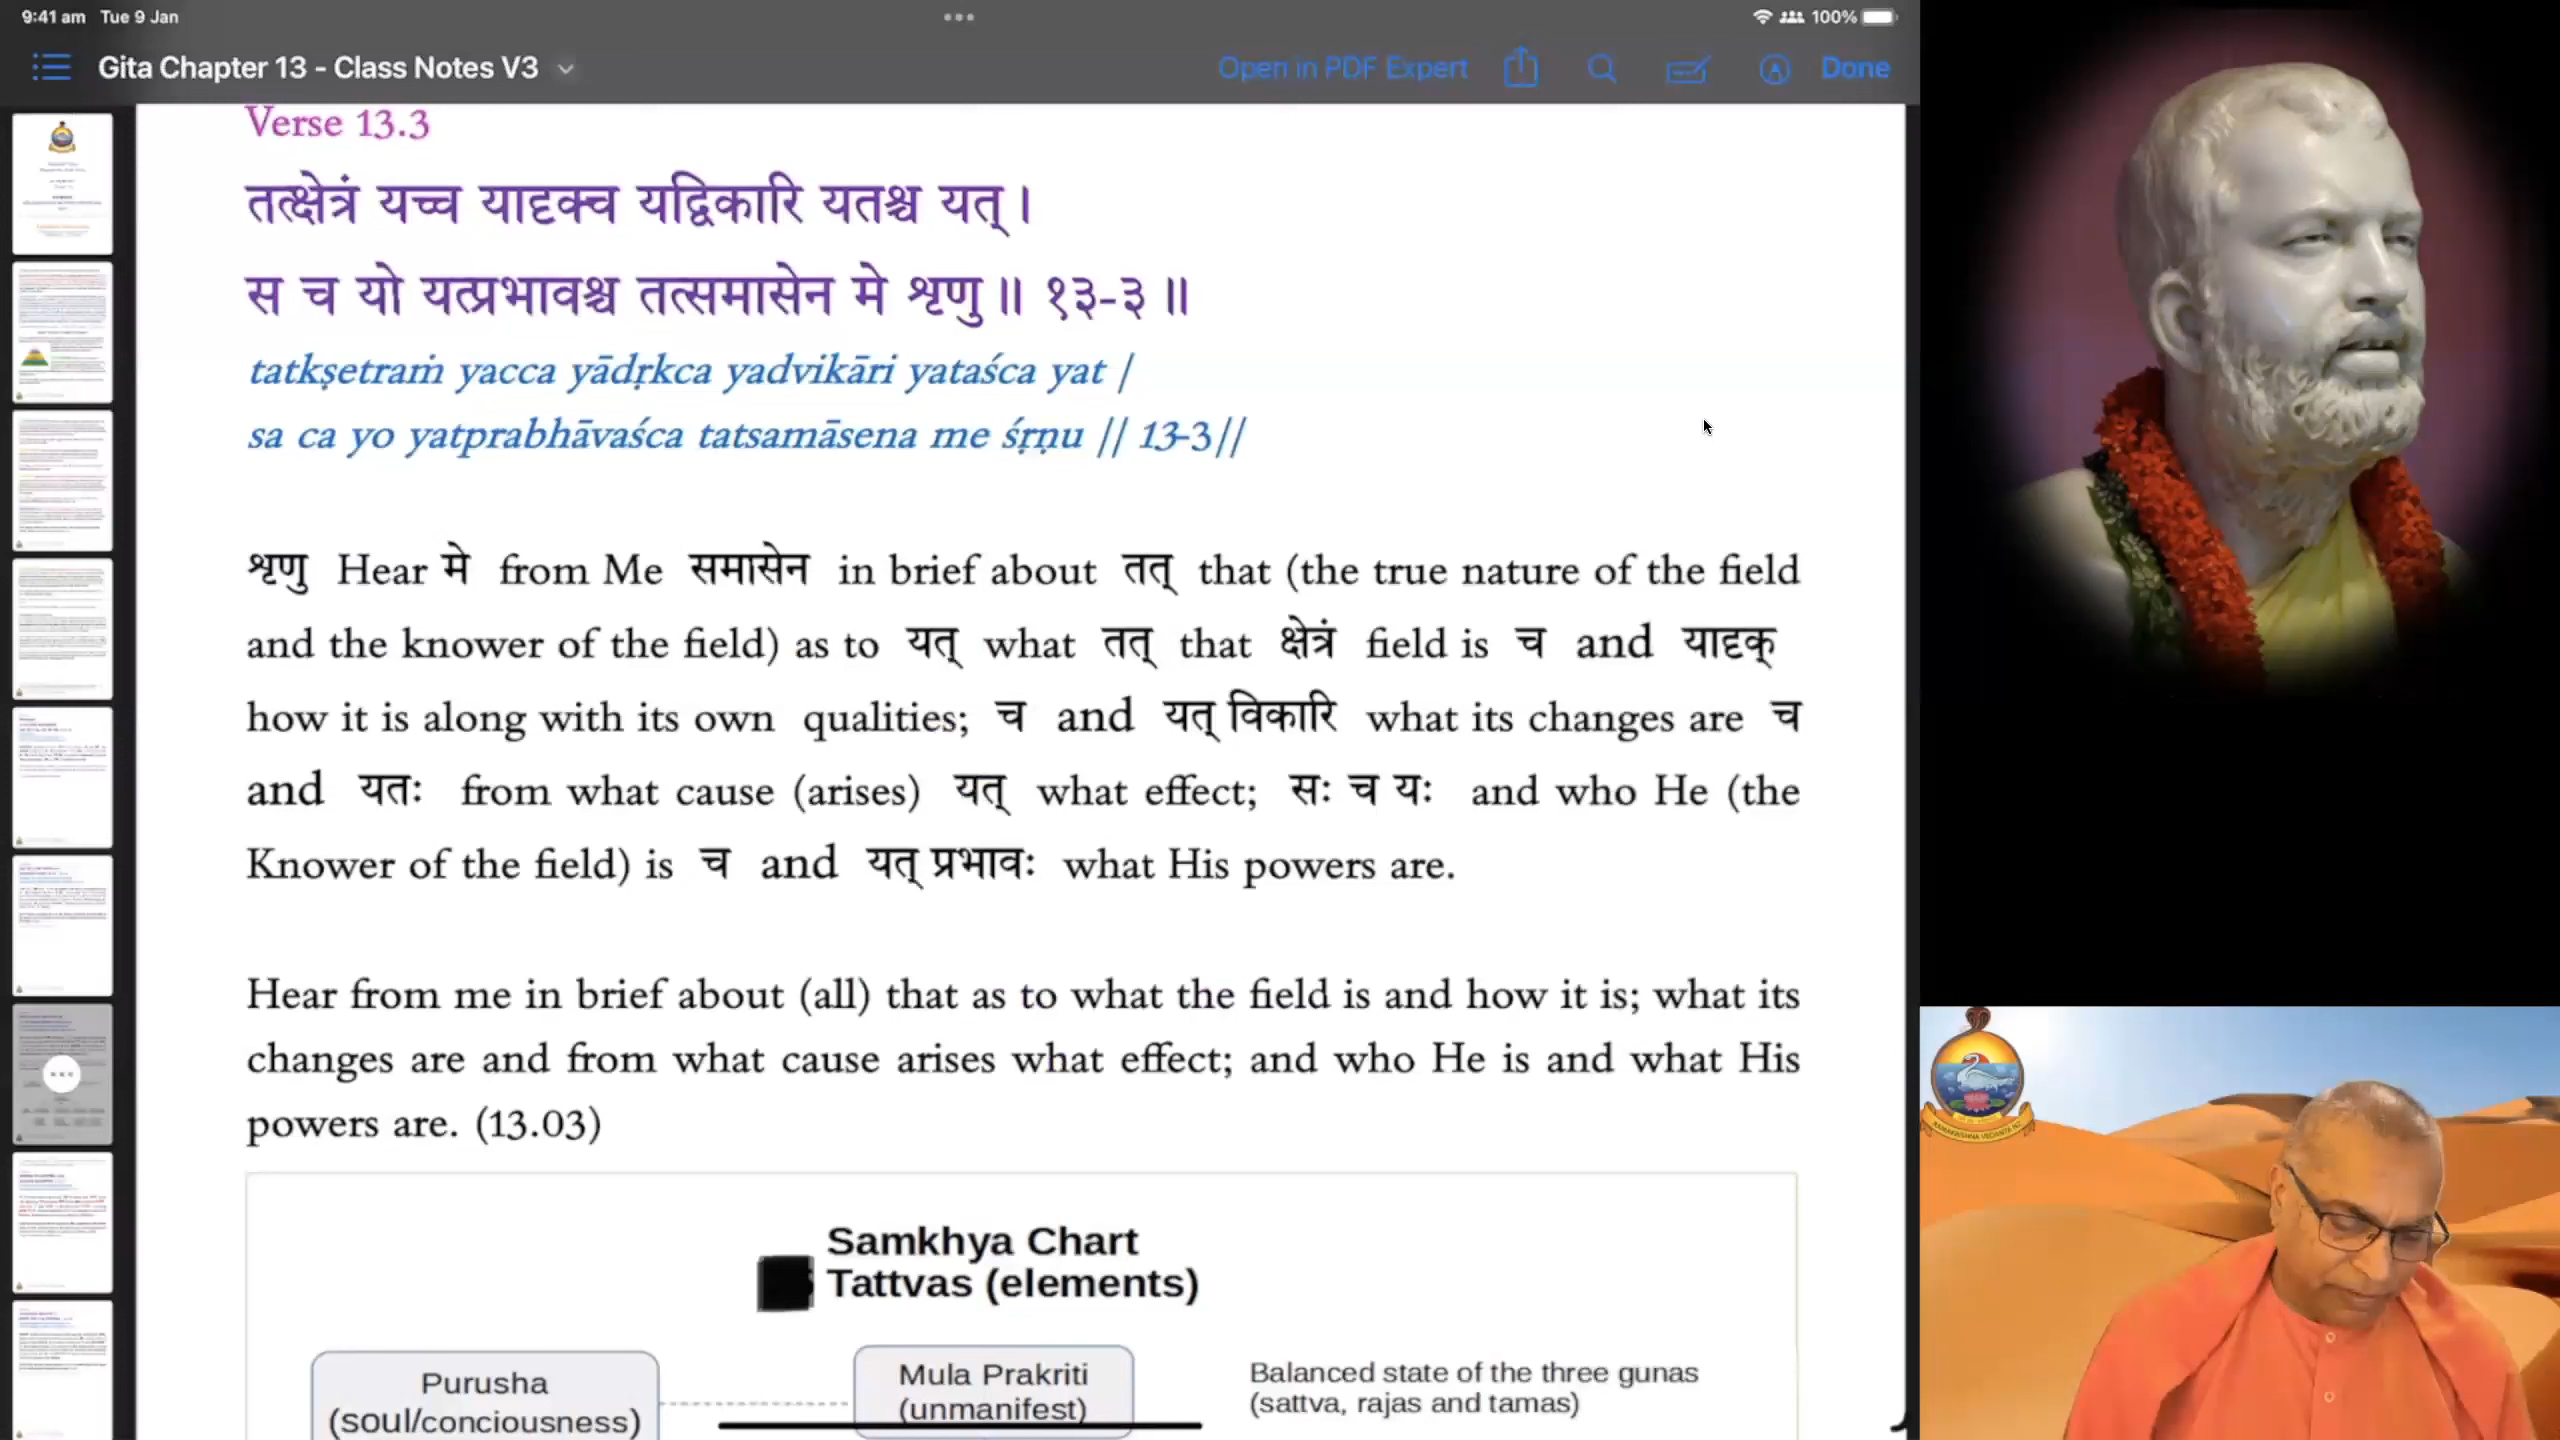 9:41 am Tue 9 Jan
100%
Gita Chapter 13 - Class Notes V3
Open in PDF Expert
Done
Verse 13.3
तत्क्षेत्रं यच्च यादृक्च यद्विकारि यतश्च यत् ।
स च यो यत्प्रभावश्च तत्समासेन मे शृणु ॥ १३-३ ॥
tatkṣetraṁ yacca yādṛkca yadvikāri yataśca yat |
sa ca yo yatprabhāvaśca tatsamāsena me śṛṇu || 13-3||
शृणु Hear मे from Me समासेन in brief about तत् that (the true nature of the field
and the knower of the field) as to यत् what तत् that क्षेत्रं field is च and यादृक्
how it is along with its own qualities; च and यत् विकारि what its changes are च
and यतः from what cause (arises) यत् what effect; सः च यः and who He (the
Knower of the field) is च and यत् प्रभावः what His powers are.
Hear from me in brief about (all) that as to what the field is and how it is; what its
changes are and from what cause arises what effect; and who He is and what His
powers are. (13.03)
Samkhya Chart
Tattvas (elements)
Purusha
(soul/conciousness)
Mula Prakriti
(unmanifest)
Balanced state of the three gunas
(sattva, rajas and tamas)
RAMAKRISHNA VEDANTA NZ